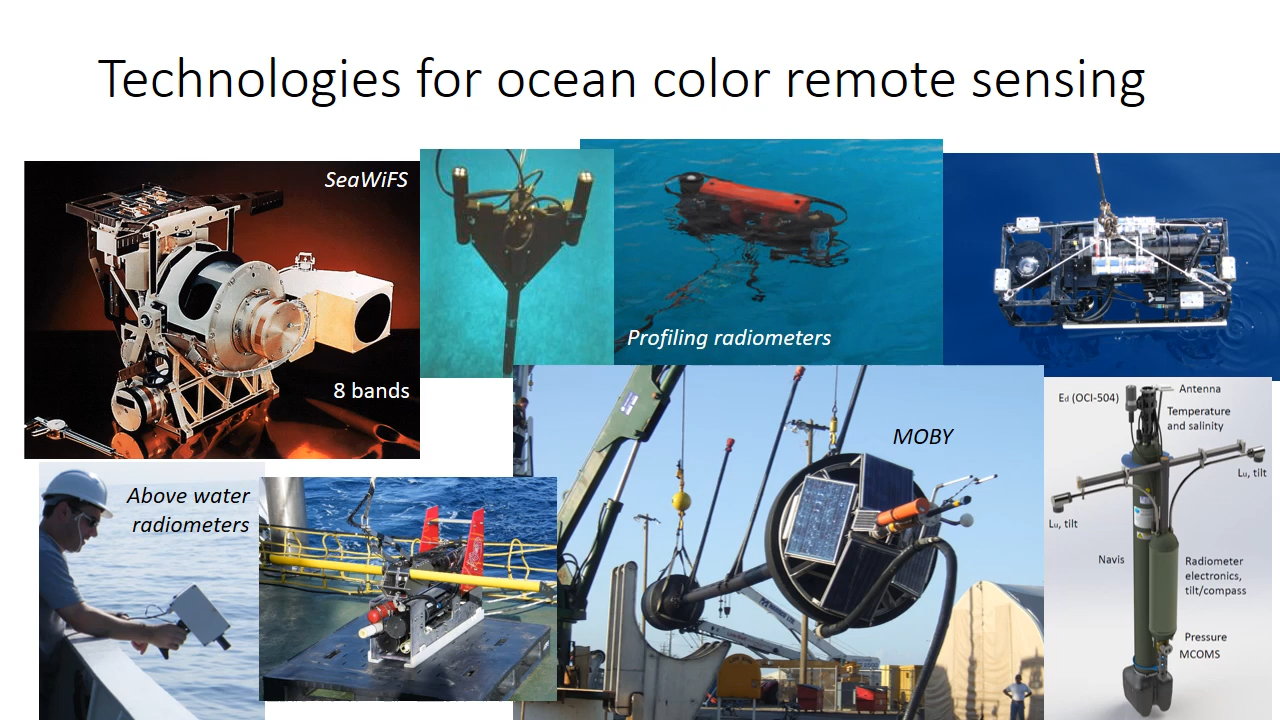 Technologies for ocean color remote sensing
SeaWiFS
8 bands
Profiling radiometers
MOBY
Above water
radiometers
Ed (OCI-504)
Antenna
Temperature
and salinity
Lu, tilt
Lu, tilt
Navis
Radiometer
electronics,
tilt/compass
Pressure
MCOMS